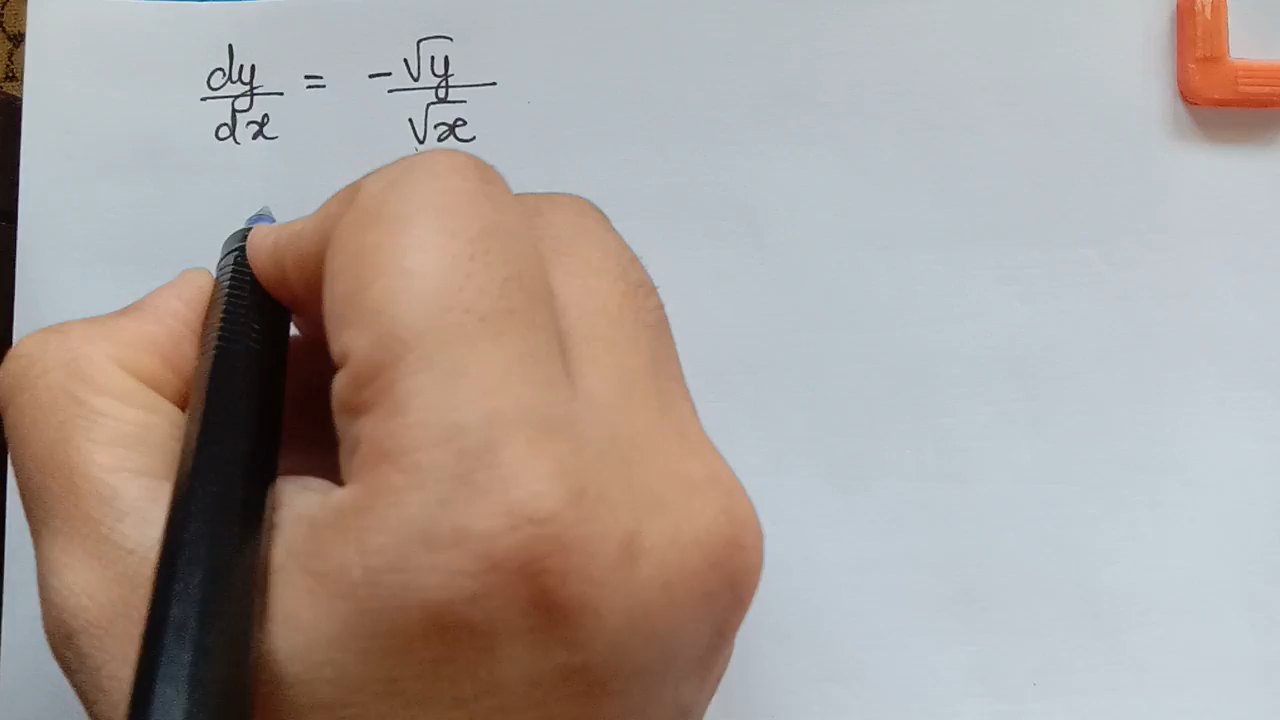 dy/dx = -√y/√x